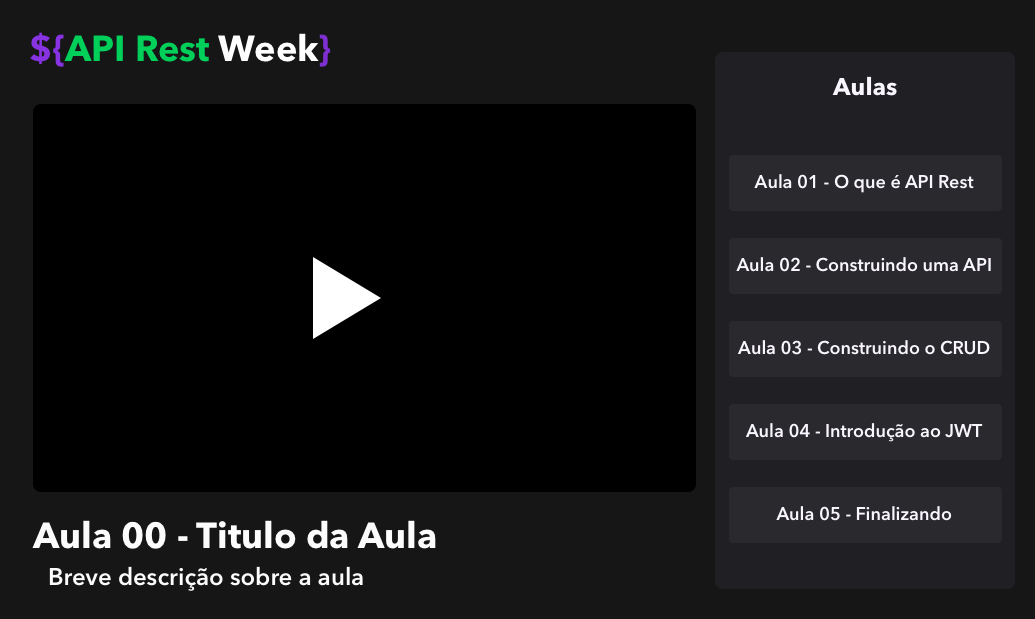 ${API Rest Week}
Aula 00 - Titulo da Aula
Breve descrição sobre a aula
Aulas
Aula 01 - O que é API Rest
Aula 02 - Construindo uma API
Aula 03 - Construindo o CRUD
Aula 04 - Introdução ao JWT
Aula 05 - Finalizando